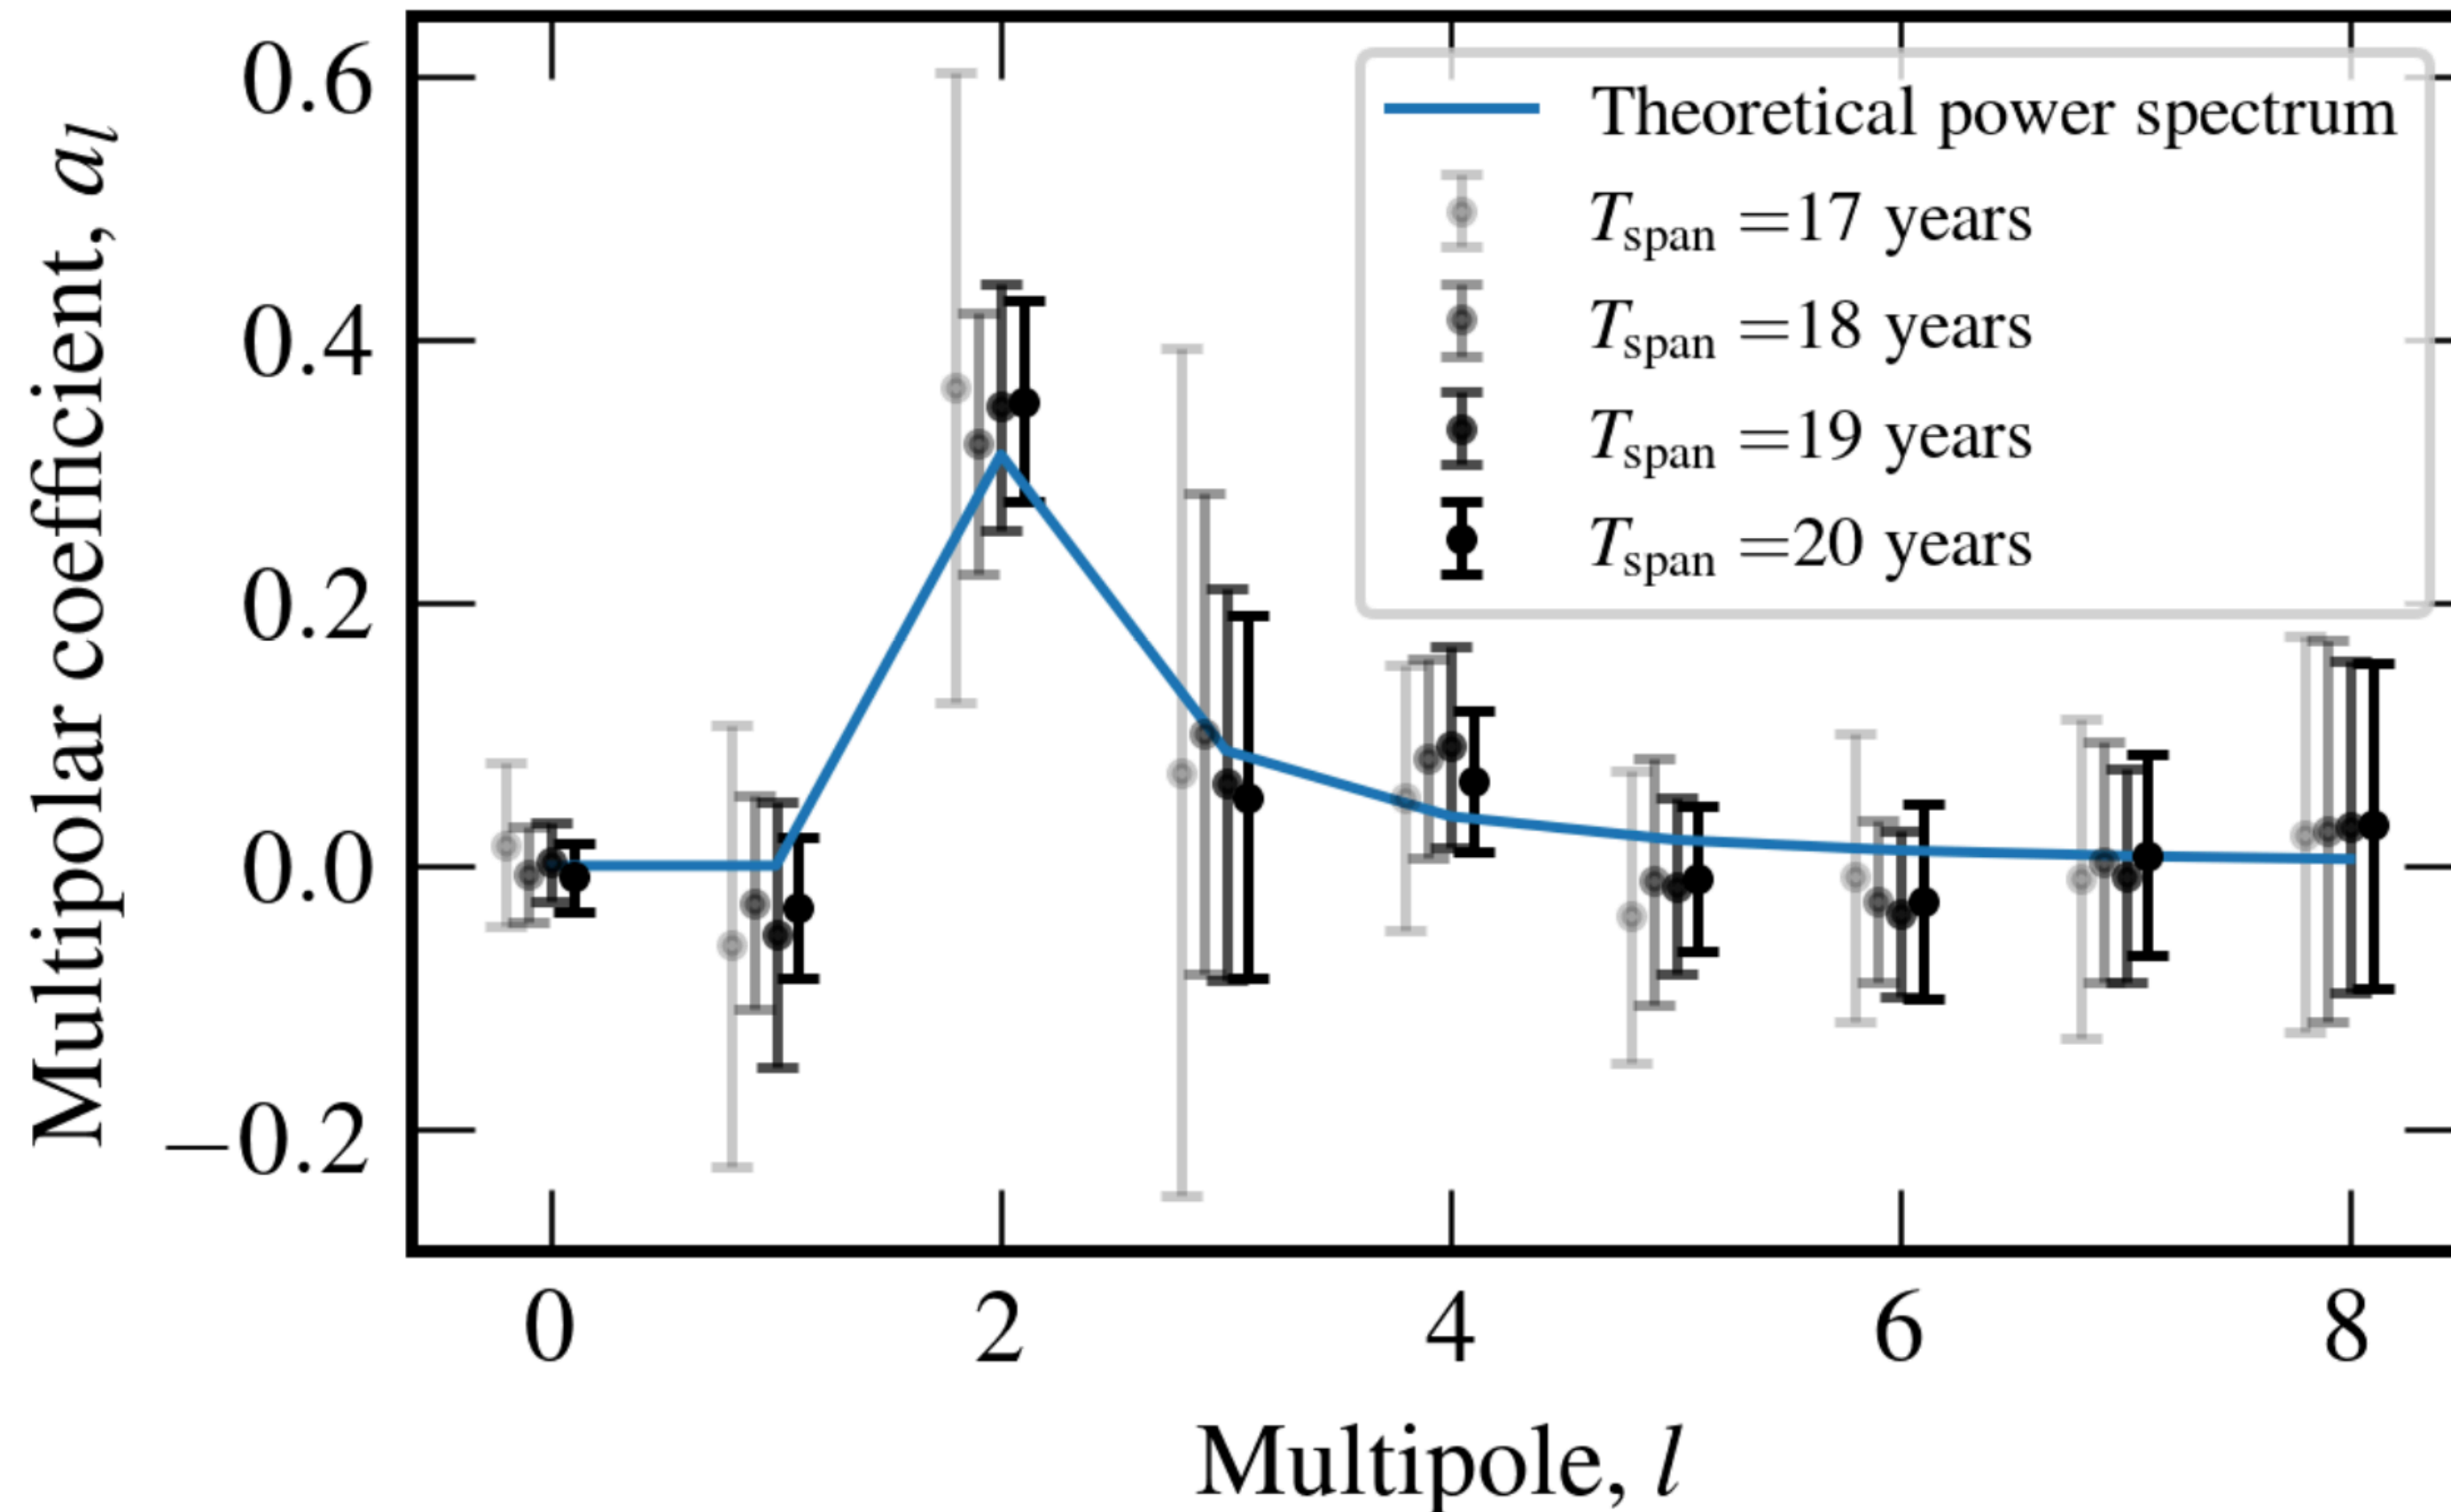 Multipolar coefficient, a_l
0.6
0.4
0.2
0.0
−0.2
Theoretical power spectrum
T_span =17 years
T_span =18 years
T_span =19 years
T_span =20 years
0 2 4 6 8
Multipole, l